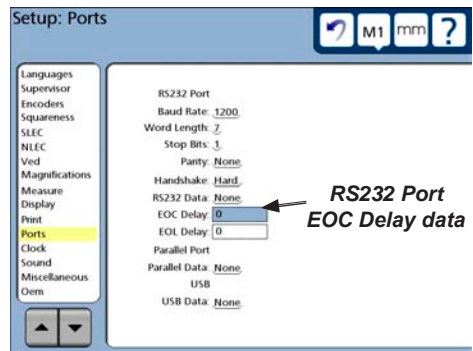 Setup: Ports
M1 mm ?
Languages
Supervisor
Encoders
Squareness
SLEC
NLEC
Ved
Magnifications
Measure
Display
Print
Ports
Clock
Sound
Miscellaneous
Oem
RS232 Port
Baud Rate: 1200
Word Length: 7
Stop Bits: 1
Parity: None
Handshake: Hard
RS232 Data: None
EOC Delay: 0
EOL Delay: 0
Parallel Port
Parallel Data: None
USB
USB Data: None
RS232 Port
EOC Delay data